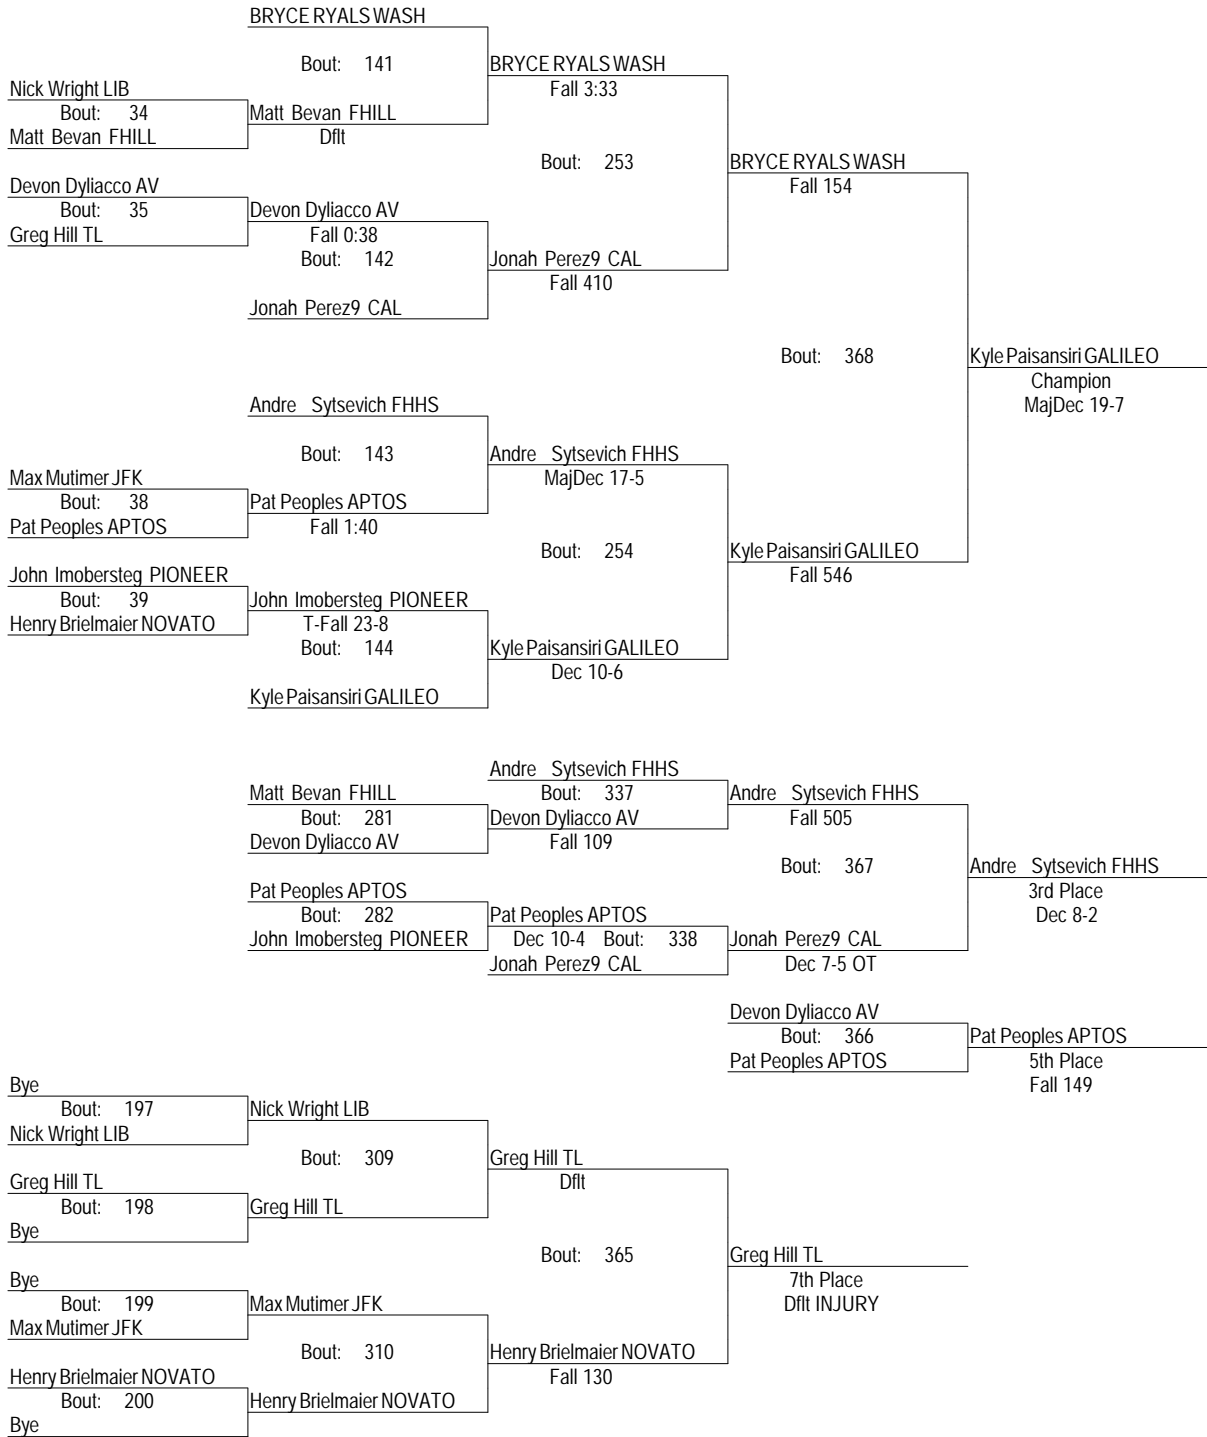 BRYCE RYALS WASH
Bout: 141
BRYCE RYALS WASH
Nick Wright LIB
Fall 3:33
Bout: 34
Matt Bevan FHILL
Matt Bevan FHILL
Dflt
Bout: 253
BRYCE RYALS WASH
Devon Dyliacco AV
Fall 154
Bout: 35
Devon Dyliacco AV
Greg Hill TL
Fall 0:38
Bout: 142
Jonah Perez9 CAL
Fall 410
Jonah Perez9 CAL
Bout: 368
Kyle Paisansiri GALILEO
Champion
MajDec 19-7
Andre Sytsevich FHHS
Bout: 143
Andre Sytsevich FHHS
Max Mutimer JFK
MajDec 17-5
Bout: 38
Pat Peoples APTOS
Pat Peoples APTOS
Fall 1:40
Bout: 254
Kyle Paisansiri GALILEO
John Imobersteg PIONEER
Fall 546
Bout: 39
John Imobersteg PIONEER
Henry Brielmaier NOVATO
T-Fall 23-8
Bout: 144
Kyle Paisansiri GALILEO
Dec 10-6
Kyle Paisansiri GALILEO
Andre Sytsevich FHHS
Matt Bevan FHILL
Bout: 337
Andre Sytsevich FHHS
Bout: 281
Devon Dyliacco AV
Fall 505
Devon Dyliacco AV
Fall 109
Bout: 367
Andre Sytsevich FHHS
Pat Peoples APTOS
3rd Place
Bout: 282
Pat Peoples APTOS
Dec 8-2
John Imobersteg PIONEER
Dec 10-4 Bout: 338
Jonah Perez9 CAL
Jonah Perez9 CAL
Dec 7-5 OT
Devon Dyliacco AV
Bout: 366
Pat Peoples APTOS
Pat Peoples APTOS
5th Place
Fall 149
Bye
Bout: 197
Nick Wright LIB
Nick Wright LIB
Bout: 309
Greg Hill TL
Greg Hill TL
Dflt
Bout: 198
Greg Hill TL
Bye
Bout: 365
Greg Hill TL
Bye
7th Place
Bout: 199
Max Mutimer JFK
Dflt INJURY
Max Mutimer JFK
Bout: 310
Henry Brielmaier NOVATO
Henry Brielmaier NOVATO
Fall 130
Bout: 200
Henry Brielmaier NOVATO
Bye